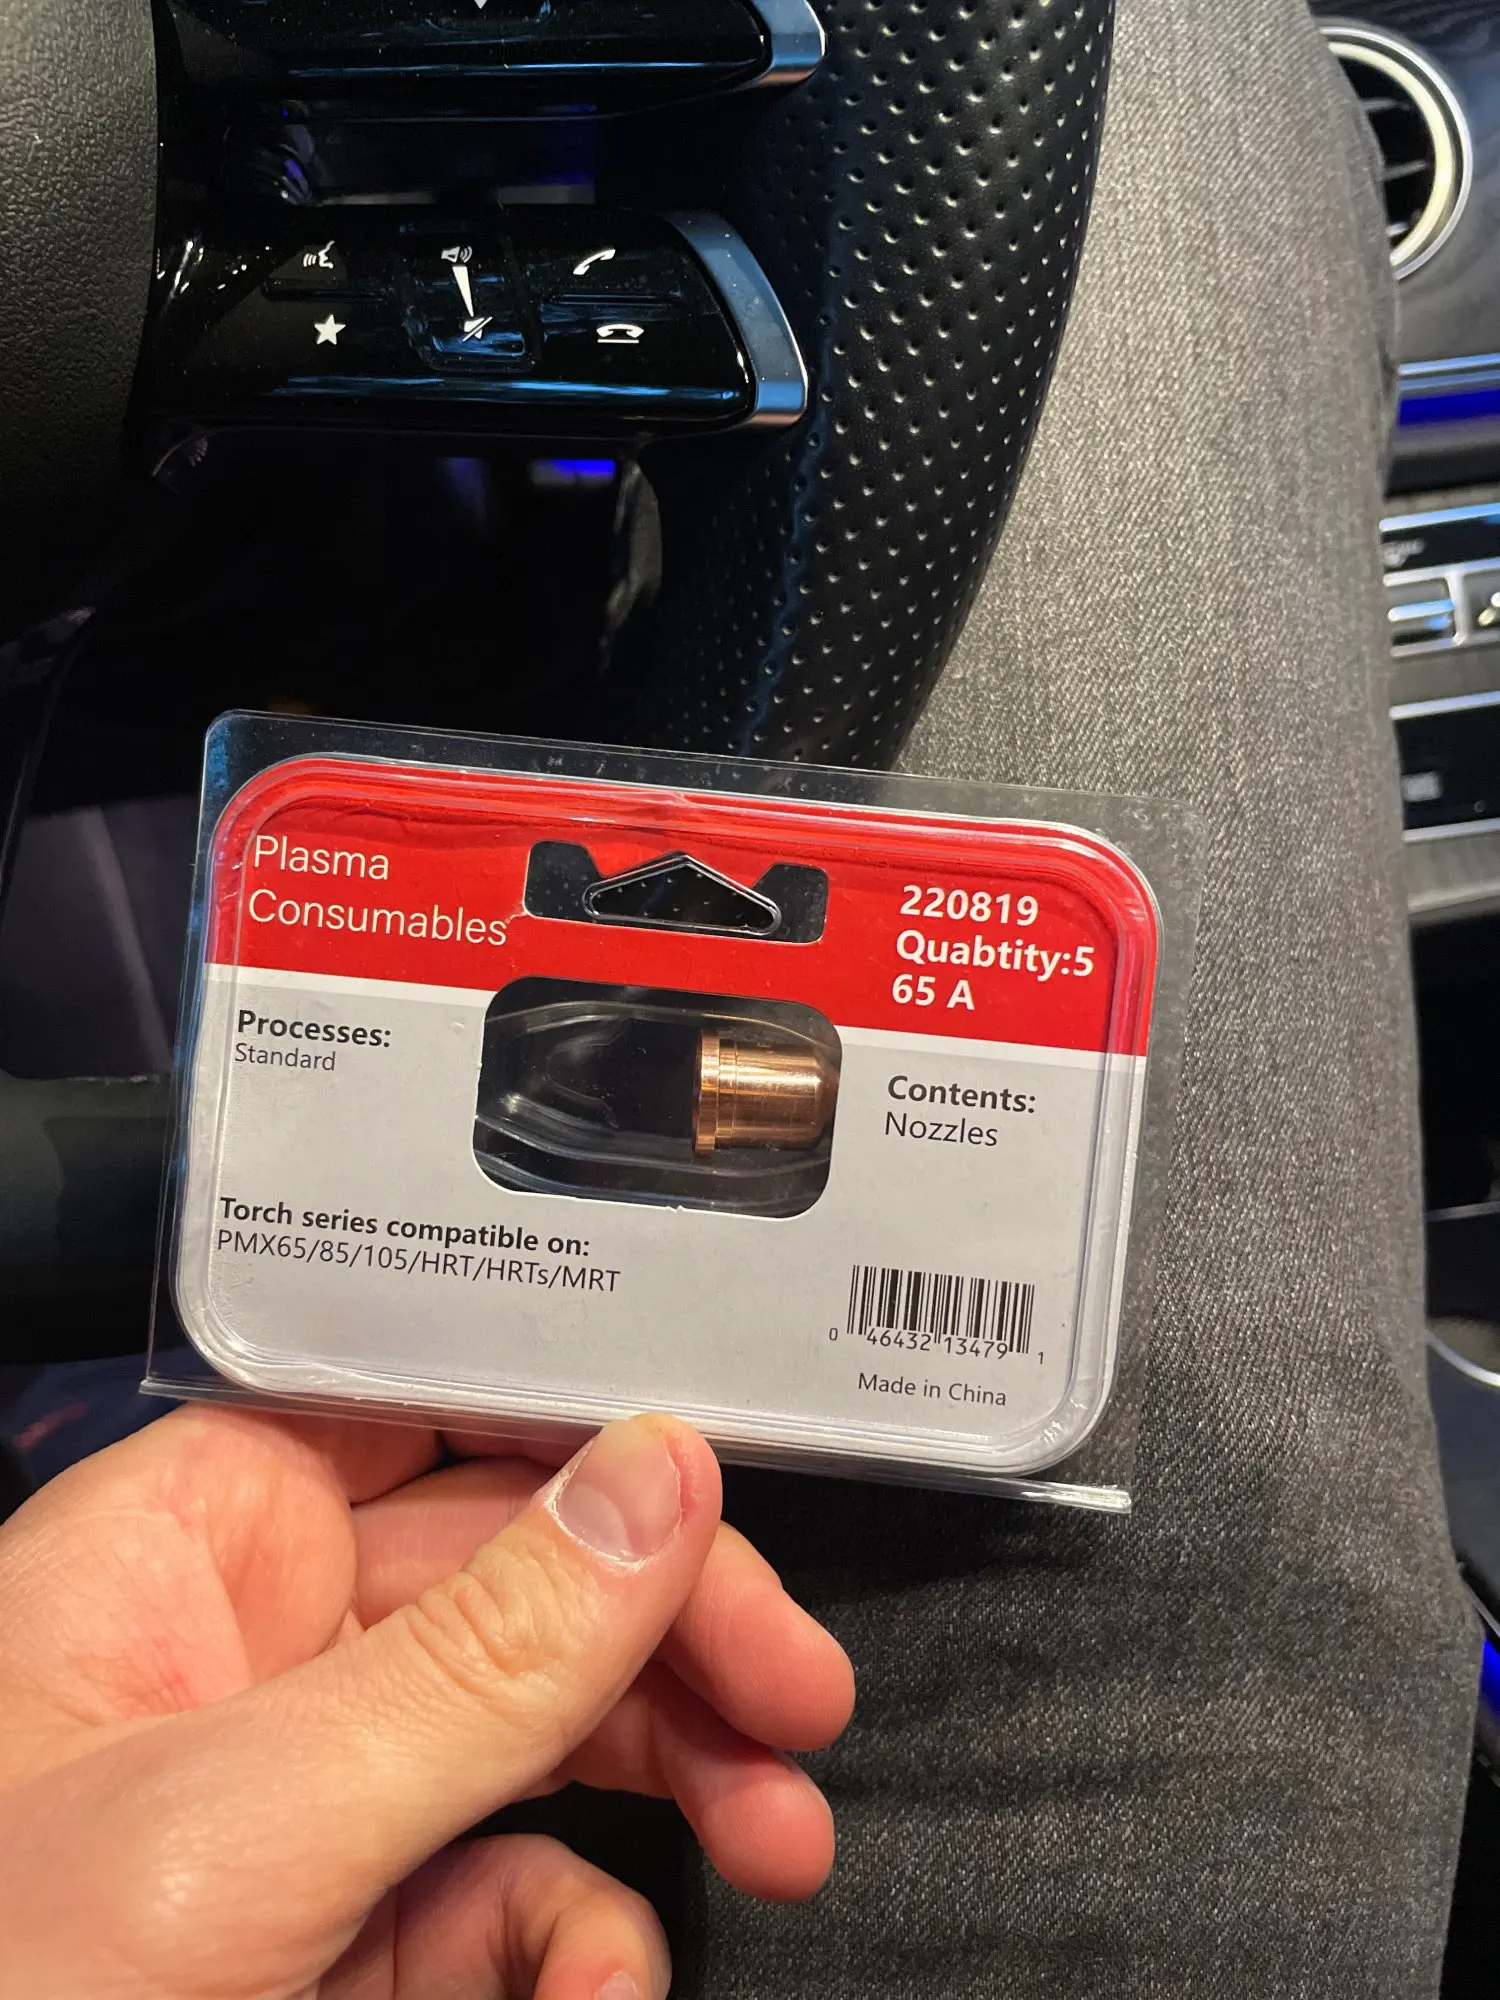 Plasma
Consumables
220819
Quabtity:5
65 A
Processes:
Standard
Contents:
Nozzles
Torch series compatible on:
PMX65/85/105/HRT/HRTs/MRT
0 46432 13479 1
Made in China